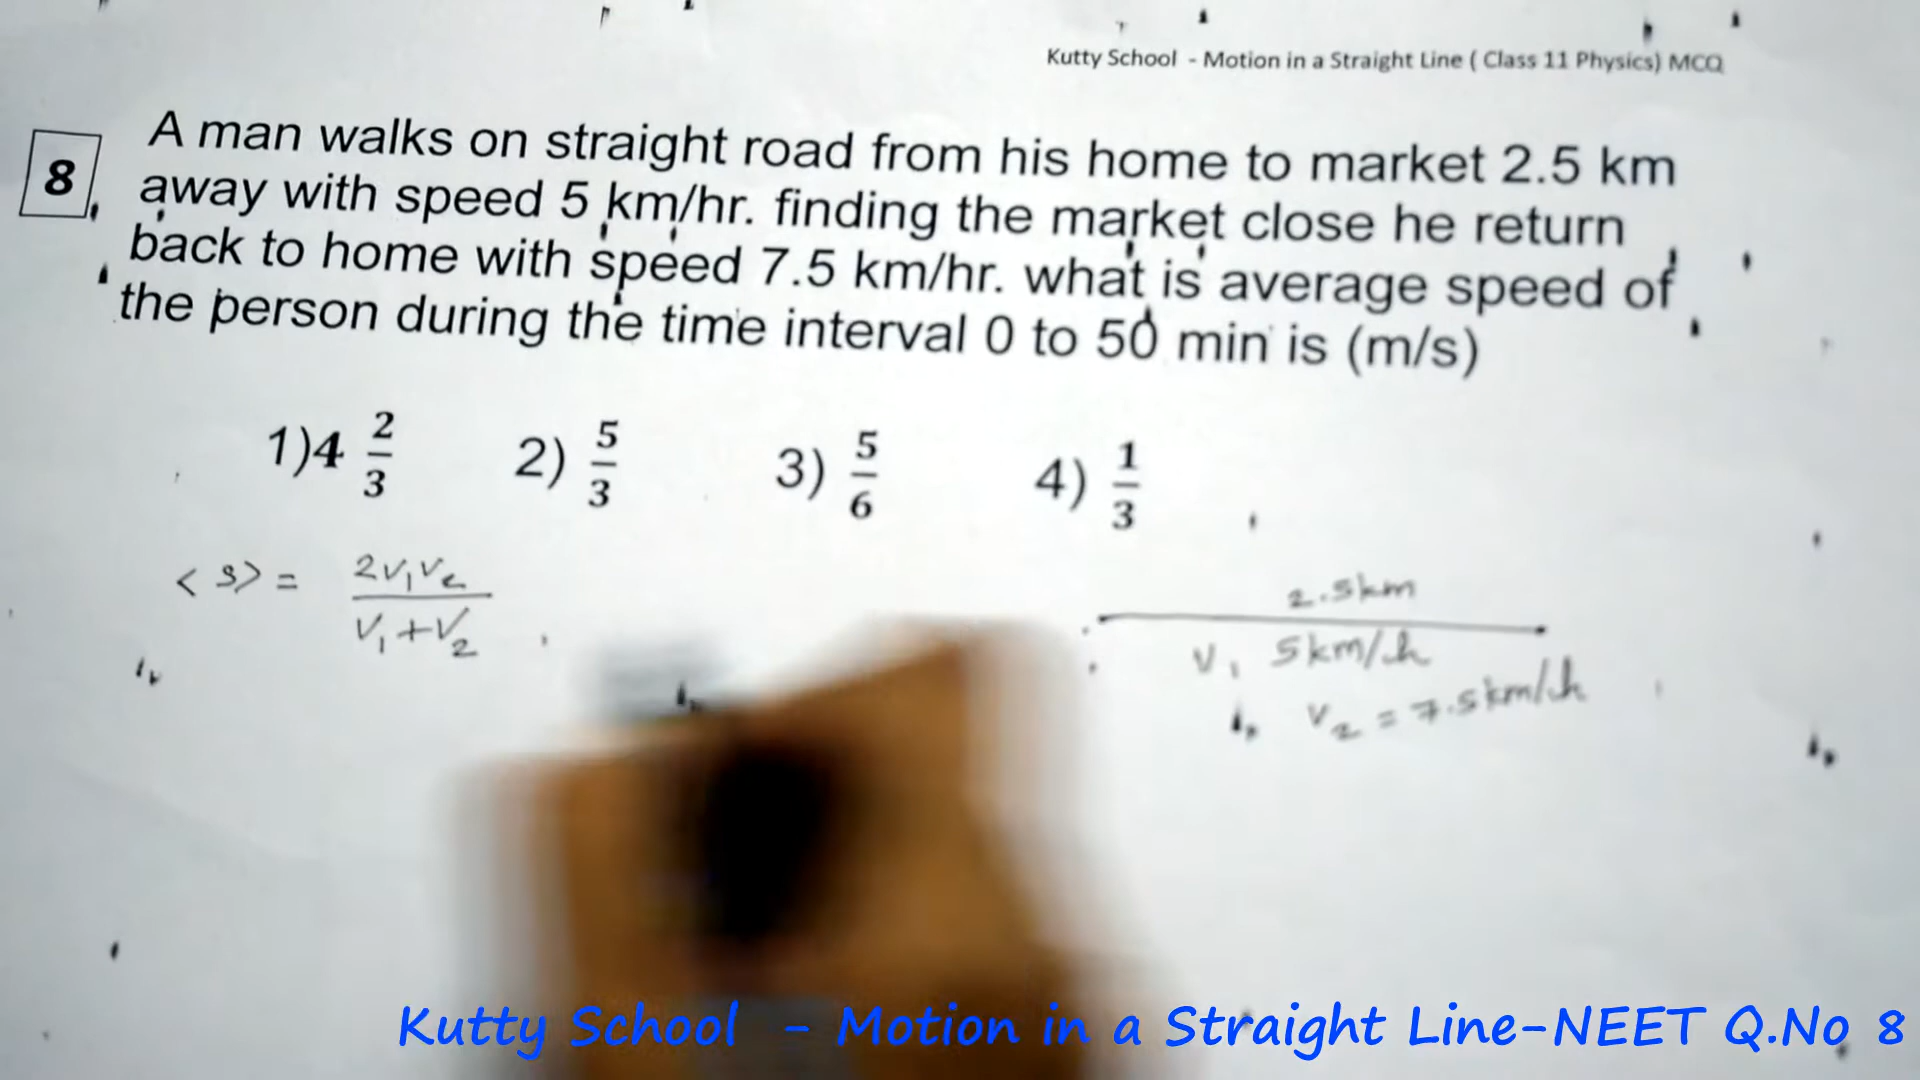 Kutty School - Motion in a Straight Line ( Class 11 Physics) MCQ
8
A man walks on straight road from his home to market 2.5 km
away with speed 5 km/hr. finding the market close he return
back to home with speed 7.5 km/hr. what is average speed of
the person during the time interval 0 to 50 min is (m/s)
1)4 2/3 2) 5/3 3) 5/6 4) 1/3
<s> = 2v₁v₂ / v₁+v₂
2.5km
v₁ 5km/h
v₂ = 7.5km/h
Kutty School - Motion in a Straight Line-NEET Q.No 8